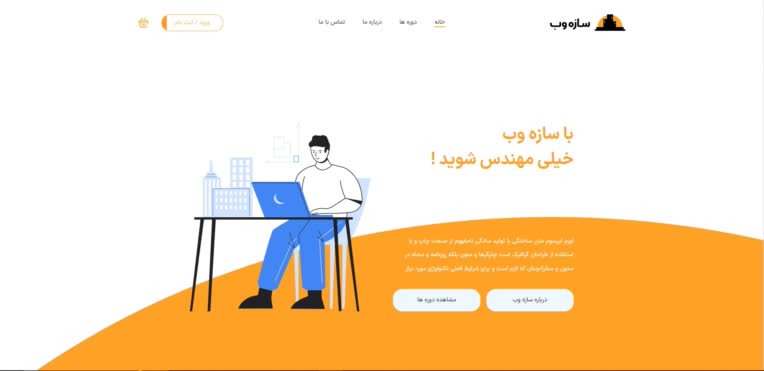 سازه وب
خانه
دوره ها
درباره ما
تماس با ما
ورود / ثبت نام
با سازه وب
خیلی مهندس شوید !
لورم ایپسوم متن ساختگی با تولید سادگی نامفهوم از صنعت چاپ و با
استفاده از طراحان گرافیک است چاپگرها و متون بلکه روزنامه و مجله در
ستون و سطرآنچنان که لازم است و برای شرایط فعلی تکنولوژی مورد نیاز
درباره سازه وب
مشاهده دوره ها